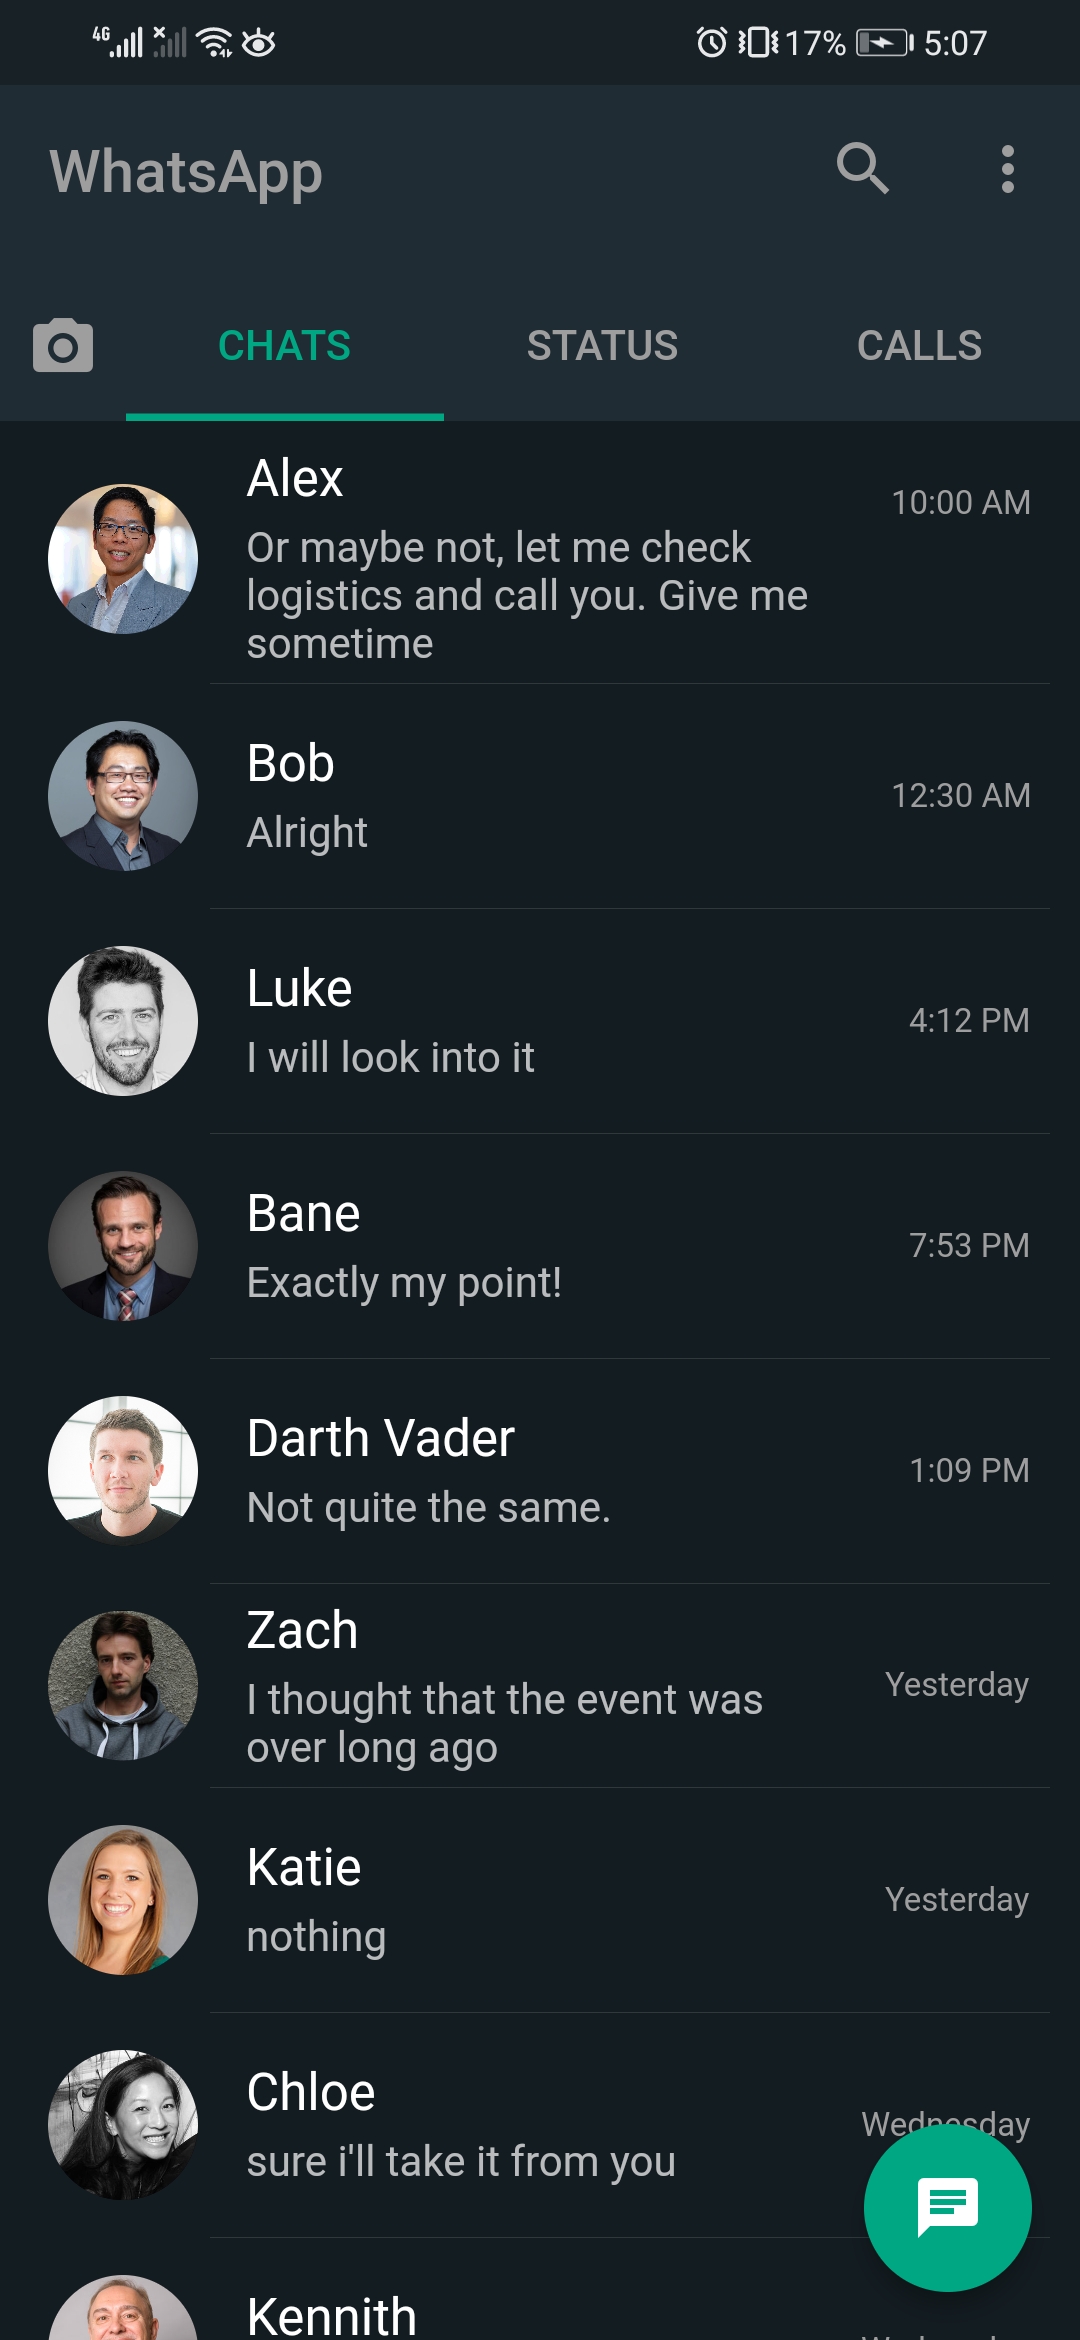 4G
17% 5:07
WhatsApp
CHATS STATUS CALLS
Alex
10:00 AM
Or maybe not, let me check
logistics and call you. Give me
sometime
Bob
12:30 AM
Alright
Luke
4:12 PM
I will look into it
Bane
7:53 PM
Exactly my point!
Darth Vader
1:09 PM
Not quite the same.
Zach
Yesterday
I thought that the event was
over long ago
Katie
Yesterday
nothing
Chloe
Wednesday
sure i'll take it from you
Kennith